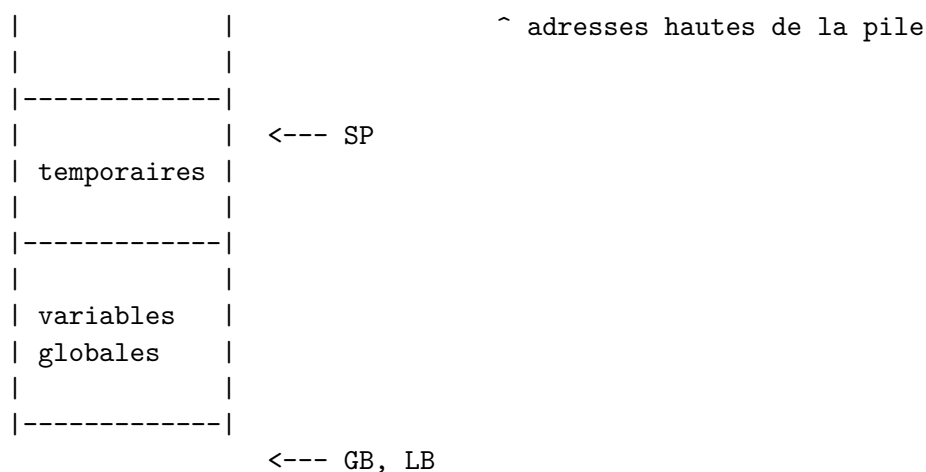 ^ adresses hautes de la pile
<--- SP
temporaires
variables
globales
<--- GB, LB